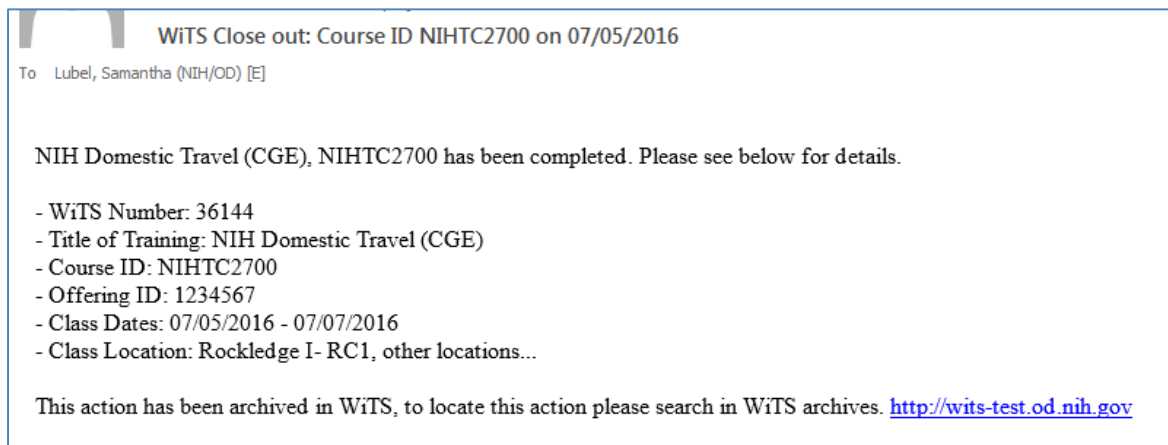 WiTS Close out: Course ID NIHTC2700 on 07/05/2016
To Lubel, Samantha (NIH/OD) [E]
NIH Domestic Travel (CGE), NIHTC2700 has been completed. Please see below for details.
- WiTS Number: 36144
- Title of Training: NIH Domestic Travel (CGE)
- Course ID: NIHTC2700
- Offering ID: 1234567
- Class Dates: 07/05/2016 - 07/07/2016
- Class Location: Rockledge I- RC1, other locations...
This action has been archived in WiTS, to locate this action please search in WiTS archives. http://wits-test.od.nih.gov